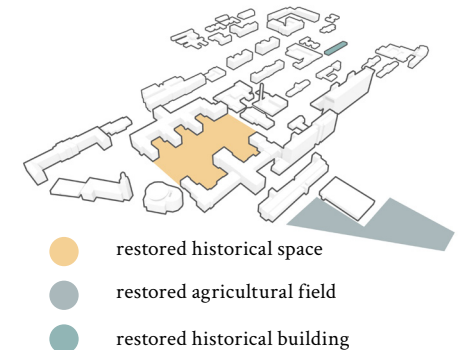 restored historical space
restored agricultural field
restored historical building